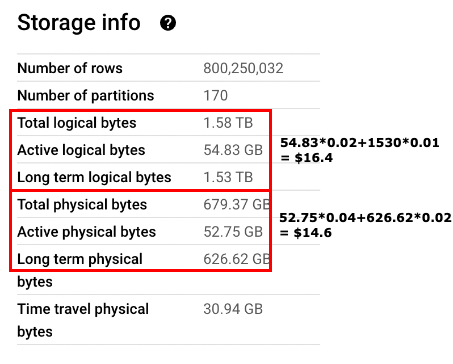 Storage info ?
Number of rows 800,250,032
Number of partitions 170
Total logical bytes 1.58 TB
Active logical bytes 54.83 GB
Long term logical bytes 1.53 TB
54.83*0.02+1530*0.01
= $16.4
Total physical bytes 679.37 GB
Active physical bytes 52.75 GB
Long term physical bytes 626.62 GB
52.75*0.04+626.62*0.02
= $14.6
Time travel physical bytes 30.94 GB